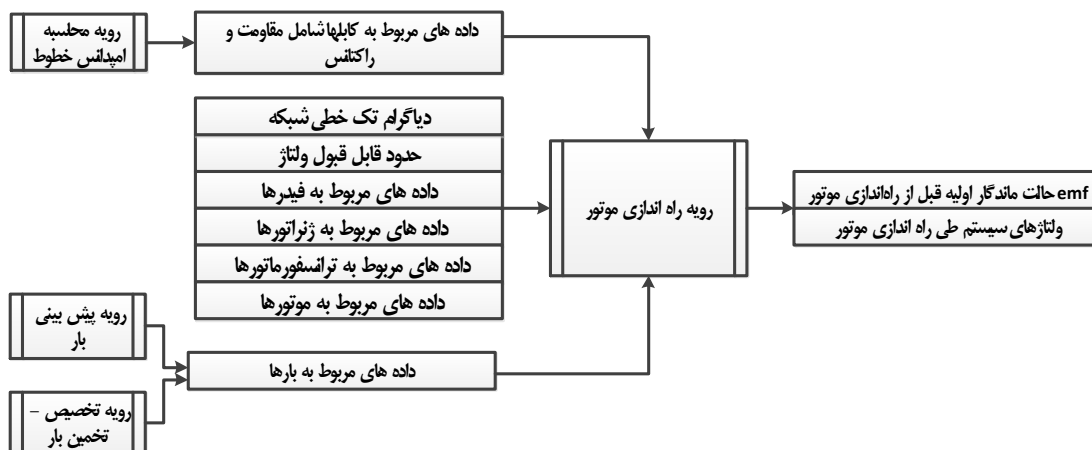 رویه محاسبه
امپدانس خطوط
داده های مربوط به کابلها شامل مقاومت و
راکتانس
دیاگرام تک خطی شبکه
حدود قابل قبول ولتاژ
داده های مربوط به فیدرها
داده های مربوط به ژنراتورها
داده های مربوط به ترانسفورماتورها
داده های مربوط به موتورها
رویه پیش بینی
بار
رویه تخصیص –
تخمین بار
داده های مربوط به بارها
رویه راه اندازی موتور
emf حالت ماندگار اولیه قبل از راه‌اندازی موتور
ولتاژهای سیستم طی راه اندازی موتور